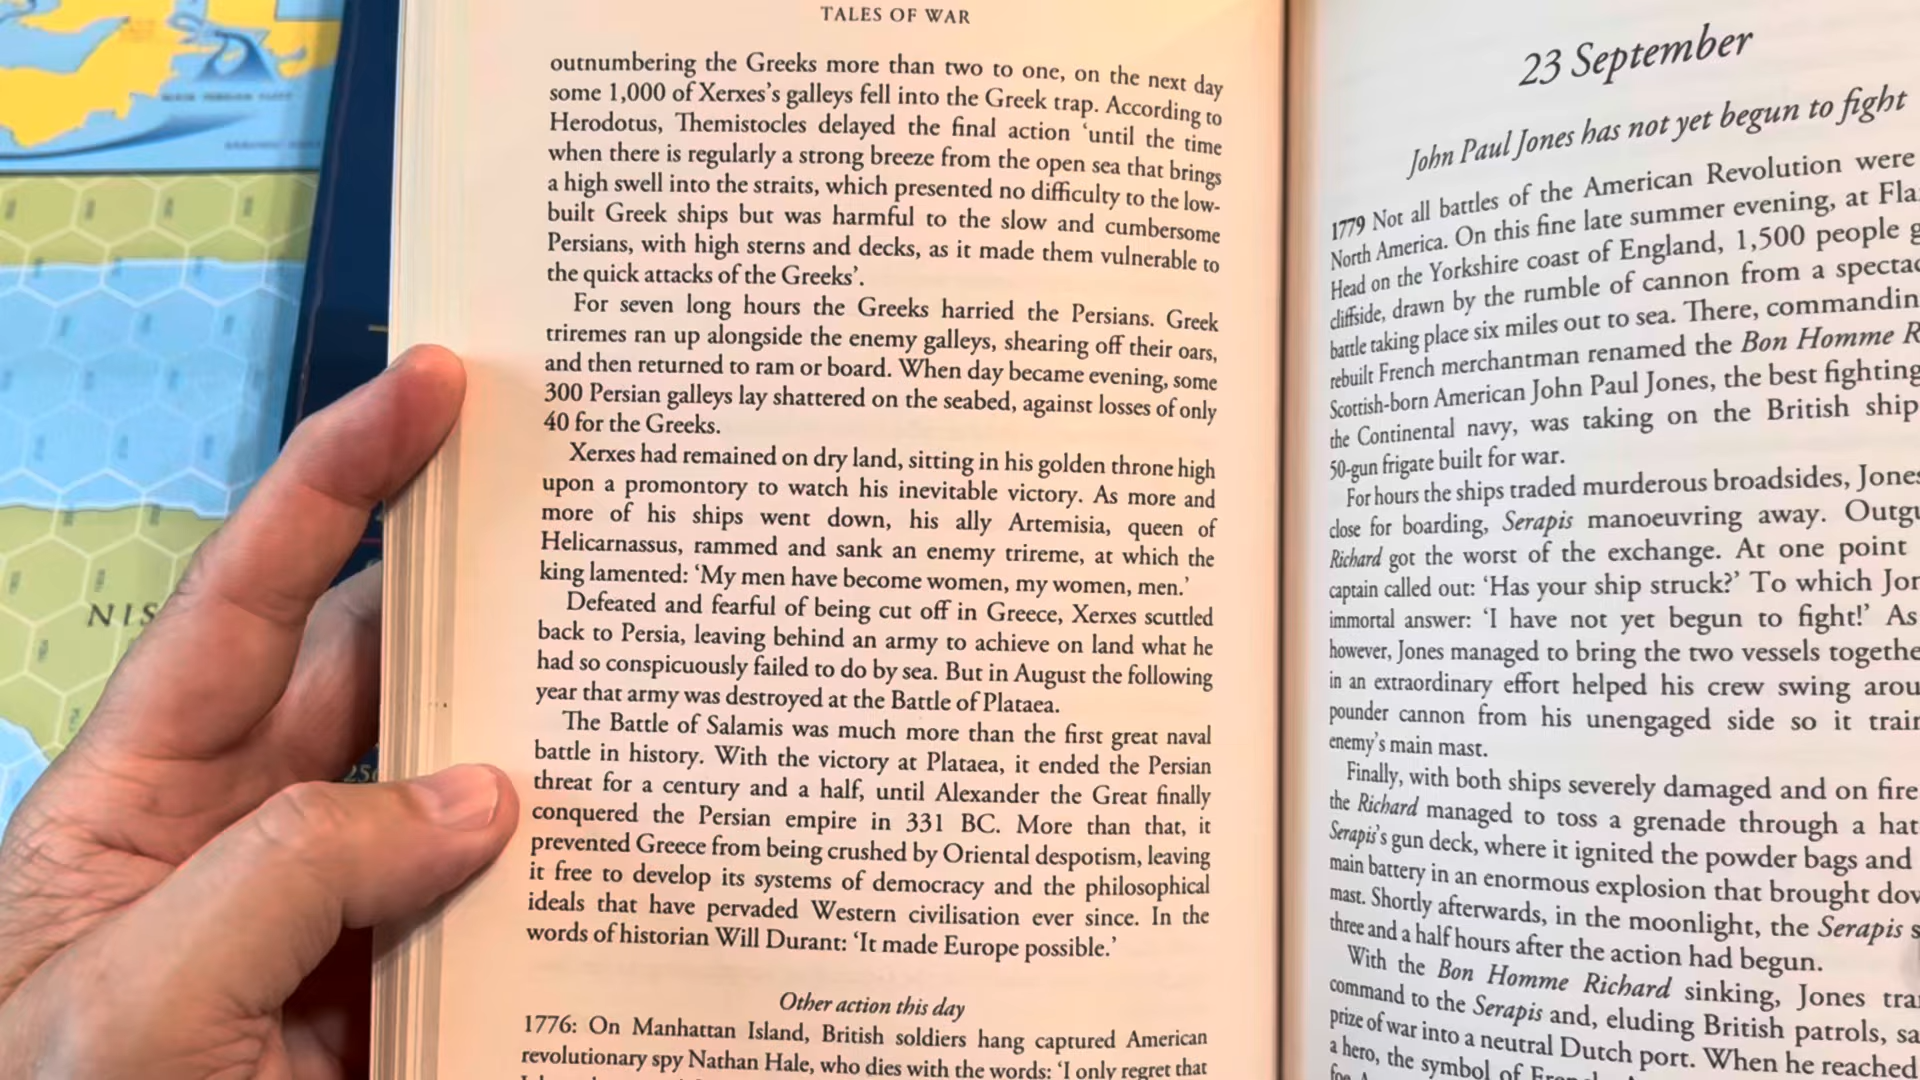 TALES OF WAR
outnumbering the Greeks more than two to one, on the next day
some 1,000 of Xerxes's galleys fell into the Greek trap. According to
Herodotus, Themistocles delayed the final action 'until the time
when there is regularly a strong breeze from the open sea that brings
a high swell into the straits, which presented no difficulty to the low-
built Greek ships but was harmful to the slow and cumbersome
Persians, with high sterns and decks, as it made them vulnerable to
the quick attacks of the Greeks'.
For seven long hours the Greeks harried the Persians. Greek
triremes ran up alongside the enemy galleys, shearing off their oars,
and then returned to ram or board. When day became evening, some
300 Persian galleys lay shattered on the seabed, against losses of only
40 for the Greeks.
Xerxes had remained on dry land, sitting in his golden throne high
upon a promontory to watch his inevitable victory. As more and
more of his ships went down, his ally Artemisia, queen of
Helicarnassus, rammed and sank an enemy trireme, at which the
king lamented: 'My men have become women, my women, men.'
Defeated and fearful of being cut off in Greece, Xerxes scuttled
back to Persia, leaving behind an army to achieve on land what he
had so conspicuously failed to do by sea. But in August the following
year that army was destroyed at the Battle of Plataea.
The Battle of Salamis was much more than the first great naval
battle in history. With the victory at Plataea, it ended the Persian
threat for a century and a half, until Alexander the Great finally
conquered the Persian empire in 331 BC. More than that, it
prevented Greece from being crushed by Oriental despotism, leaving
it free to develop its systems of democracy and the philosophical
ideals that have pervaded Western civilisation ever since. In the
words of historian Will Durant: 'It made Europe possible.'
Other action this day
1776: On Manhattan Island, British soldiers hang captured American
revolutionary spy Nathan Hale, who dies with the words: 'I only regret that
23 September
John Paul Jones has not yet begun to fight
1779 Not all battles of the American Revolution were
North America. On this fine late summer evening, at Fla
Head on the Yorkshire coast of England, 1,500 people g
cliffside, drawn by the rumble of cannon from a spectac
battle taking place six miles out to sea. There, commandin
rebuilt French merchantman renamed the Bon Homme R
Scottish-born American John Paul Jones, the best fighting
the Continental navy, was taking on the British ship
50-gun frigate built for war.
For hours the ships traded murderous broadsides, Jones
close for boarding, Serapis manoeuvring away. Outgu
Richard got the worst of the exchange. At one point
captain called out: 'Has your ship struck?' To which Jon
immortal answer: 'I have not yet begun to fight!' As
however, Jones managed to bring the two vessels togethe
in an extraordinary effort helped his crew swing arou
pounder cannon from his unengaged side so it train
enemy's main mast.
Finally, with both ships severely damaged and on fire
the Richard managed to toss a grenade through a hat
Serapis's gun deck, where it ignited the powder bags and
main battery in an enormous explosion that brought dow
mast. Shortly afterwards, in the moonlight, the Serapis s
three and a half hours after the action had begun.
With the Bon Homme Richard sinking, Jones tra
command to the Serapis and, eluding British patrols, sa
prize of war into a neutral Dutch port. When he reached
a hero, the symbol of
NIS